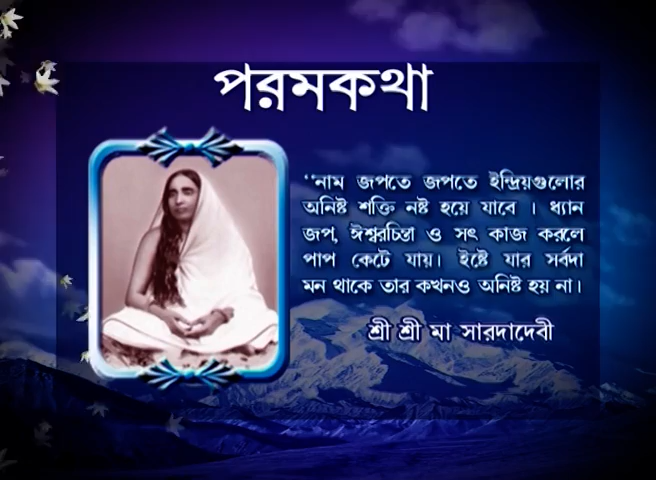 পরমকথা
“নাম জপতে জপতে ইন্দ্রিয়গুলোর
অনিষ্ট শক্তি নষ্ট হয়ে যাবে । ধ্যান
জপ, ঈশ্বরচিন্তা ও সৎ কাজ করলে
পাপ কেটে যায়। ইষ্টে যার সর্বদা
মন থাকে তার কখনও অনিষ্ট হয় না।
শ্রী শ্রী মা সারদাদেবী